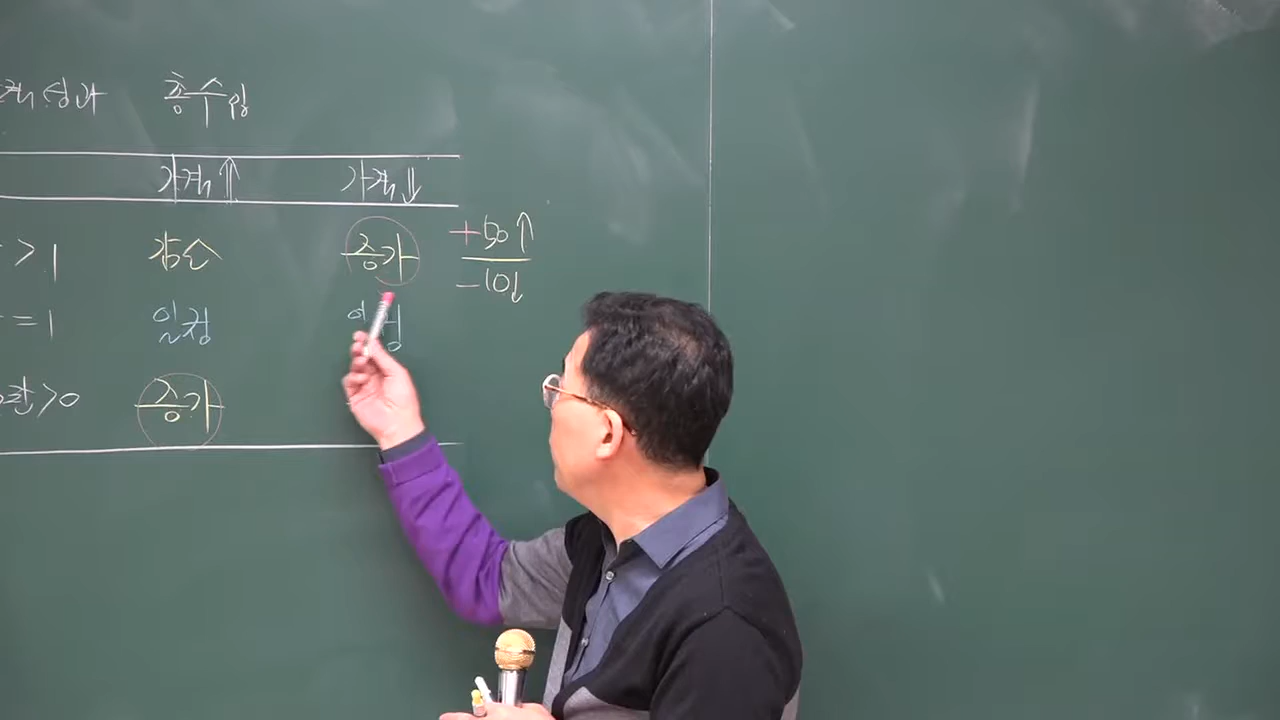 총수입
가격⇑ 가격⇓
>1 감소 증가 +50↑
−10↓
=1 일정 일정
>0 증가